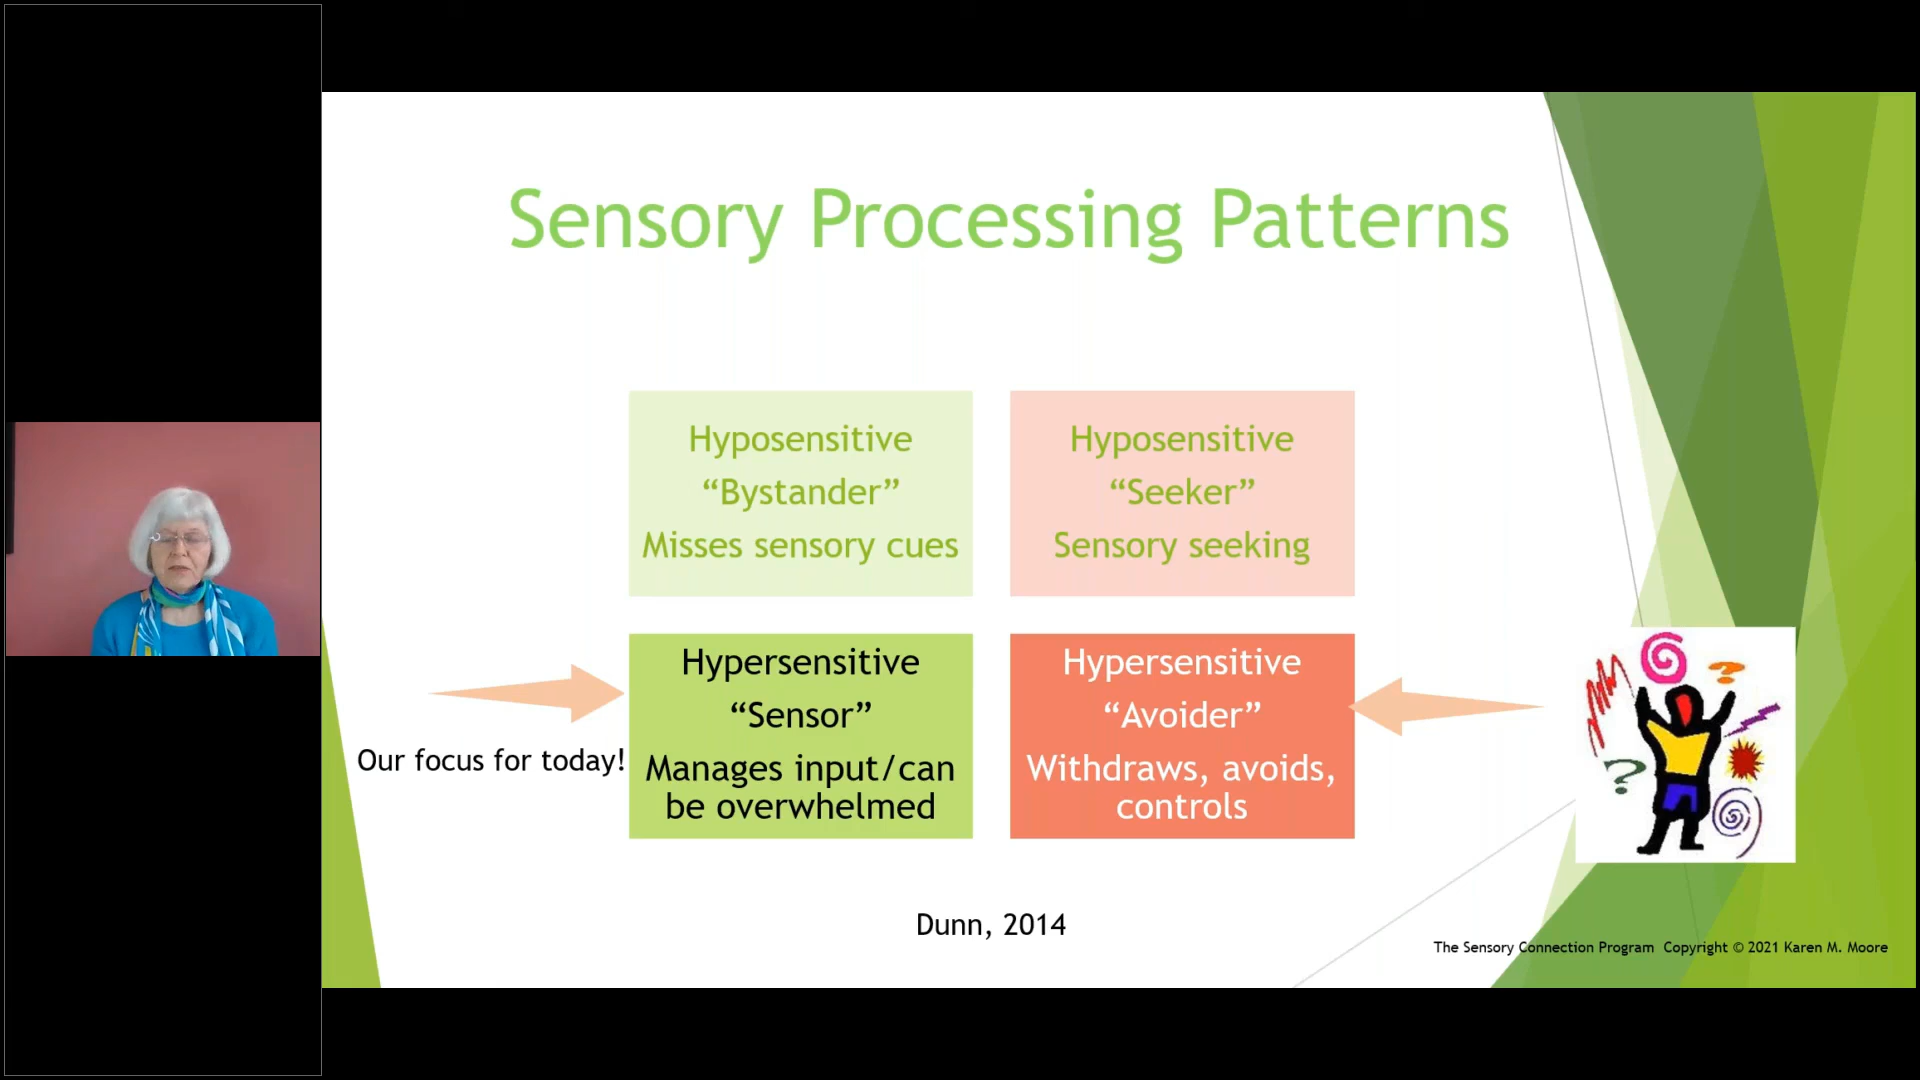 Sensory Processing Patterns
Hyposensitive
“Bystander”
Misses sensory cues
Hyposensitive
“Seeker”
Sensory seeking
Hypersensitive
“Sensor”
Manages input/can
be overwhelmed
Hypersensitive
“Avoider”
Withdraws, avoids,
controls
Our focus for today!
?
?
Dunn, 2014
The Sensory Connection Program Copyright © 2021 Karen M. Moore